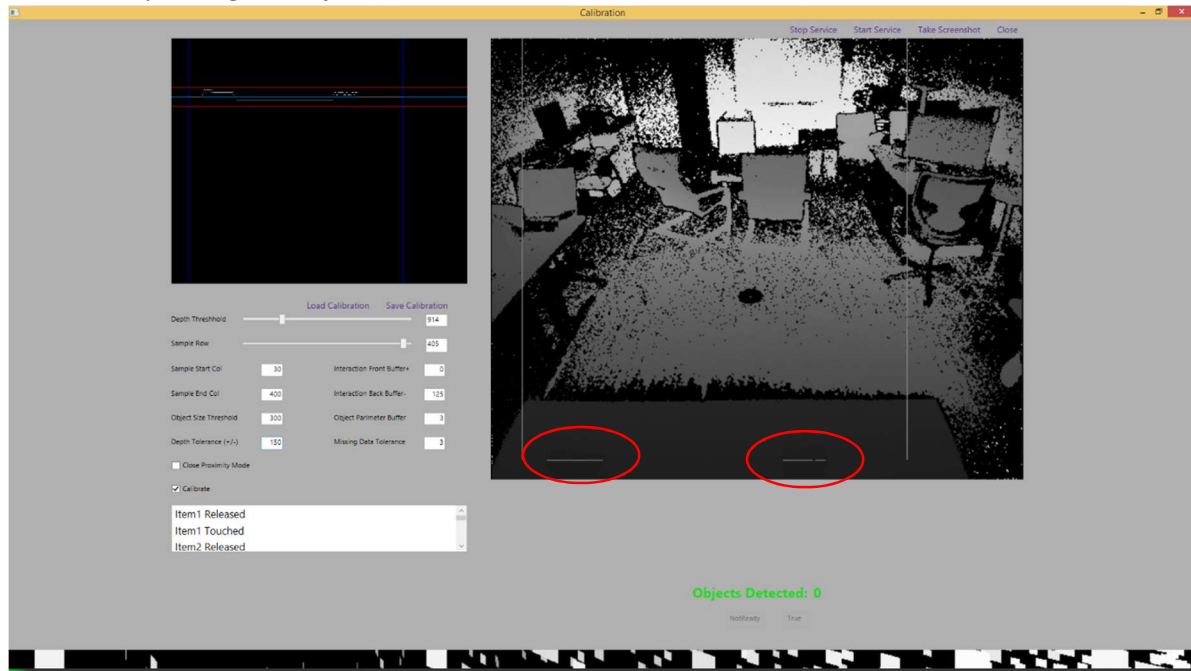 Calibration
Stop Service Start Service Take Screenshot Close
Load Calibration Save Calibration
Depth Threshhold 914
Sample Row 405
Sample Start Col 30 Interaction Front Buffer+ 0
Sample End Col 400 Interaction Back Buffer- 125
Object Size Threshold 300 Object Parimeter Buffer 3
Depth Tolerance (+/-) 150 Missing Data Tolerance 3
Close Proximity Mode
Calibrate
Item1 Released
Item1 Touched
Item2 Released
Objects Detected: 0
NotReady True